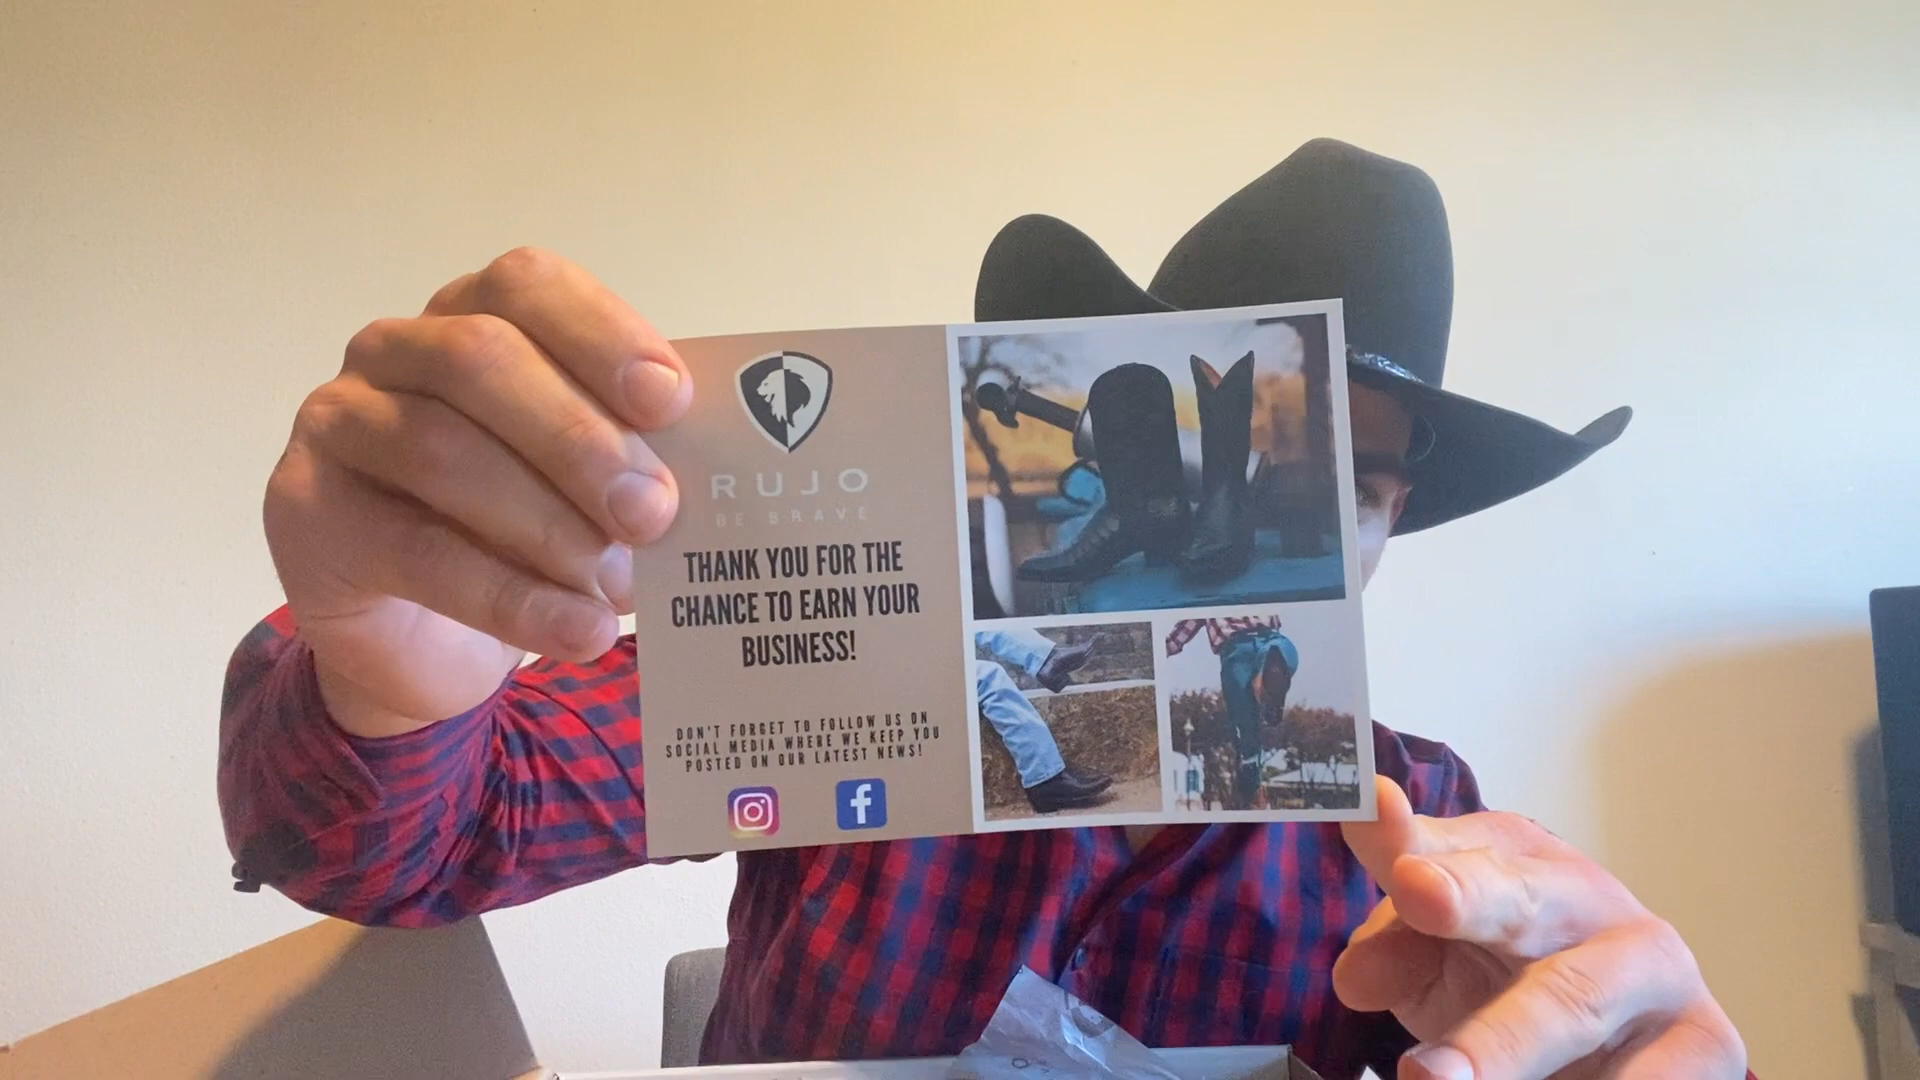 RUJO
BE BRAVE
THANK YOU FOR THE
CHANCE TO EARN YOUR
BUSINESS!
DON'T FORGET TO FOLLOW US ON
SOCIAL MEDIA WHERE WE KEEP YOU
POSTED ON OUR LATEST NEWS!